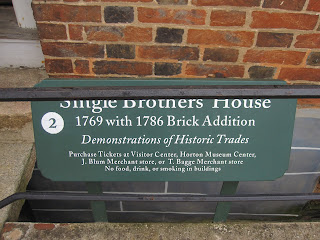 Single Brothers' House
2
1769 with 1786 Brick Addition
Demonstrations of Historic Trades
Purchase Tickets at Visitor Center, Horton Museum Center,
J. Blum Merchant store, or T. Bagge Merchant store
No food, drink, or smoking in buildings